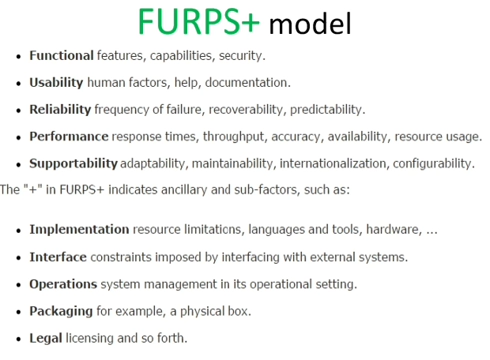 FURPS+ model
• Functional features, capabilities, security.
• Usability human factors, help, documentation.
• Reliability frequency of failure, recoverability, predictability.
• Performance response times, throughput, accuracy, availability, resource usage.
• Supportability adaptability, maintainability, internationalization, configurability.
The "+" in FURPS+ indicates ancillary and sub-factors, such as:
• Implementation resource limitations, languages and tools, hardware, ...
• Interface constraints imposed by interfacing with external systems.
• Operations system management in its operational setting.
• Packaging for example, a physical box.
• Legal licensing and so forth.